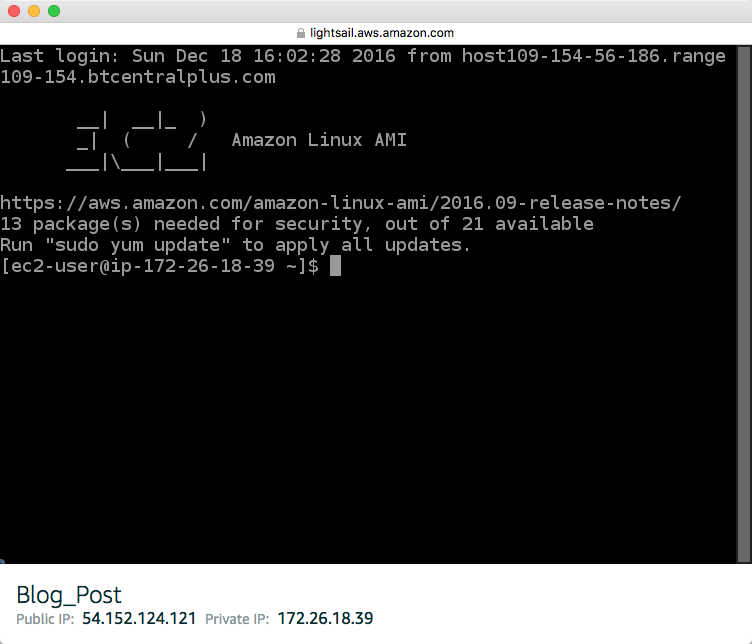 lightsail.aws.amazon.com
Last login: Sun Dec 18 16:02:28 2016 from host109-154-56-186.range
109-154.btcentralplus.com
       __|  __|_  )
       _|  (     /   Amazon Linux AMI
      ___|\___|___|
https://aws.amazon.com/amazon-linux-ami/2016.09-release-notes/
13 package(s) needed for security, out of 21 available
Run "sudo yum update" to apply all updates.
[ec2-user@ip-172-26-18-39 ~]$
Blog_Post
Public IP: 54.152.124.121 Private IP: 172.26.18.39